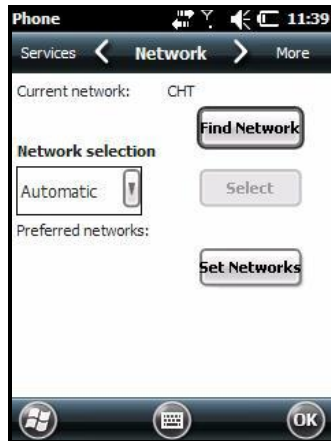 Phone 11:39
Services Network More
Current network: CHT
Find Network
Network selection
Automatic
Select
Preferred networks:
Set Networks
OK